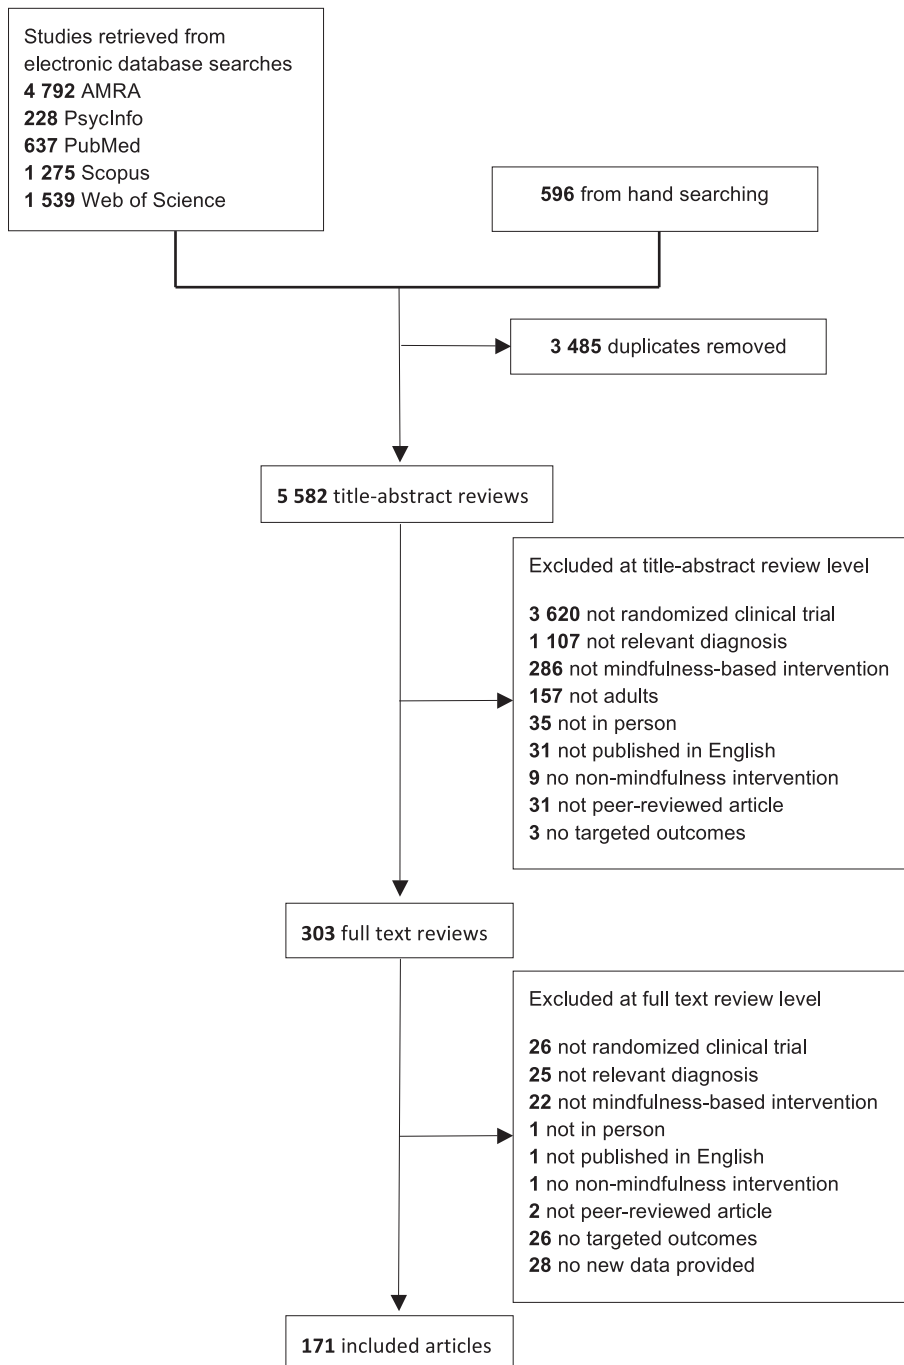 Studies retrieved from
electronic database searches
4 792 AMRA
228 PsycInfo
637 PubMed
1 275 Scopus
1 539 Web of Science
596 from hand searching
3 485 duplicates removed
5 582 title-abstract reviews
Excluded at title-abstract review level
3 620 not randomized clinical trial
1 107 not relevant diagnosis
286 not mindfulness-based intervention
157 not adults
35 not in person
31 not published in English
9 no non-mindfulness intervention
31 not peer-reviewed article
3 no targeted outcomes
303 full text reviews
Excluded at full text review level
26 not randomized clinical trial
25 not relevant diagnosis
22 not mindfulness-based intervention
1 not in person
1 not published in English
1 no non-mindfulness intervention
2 not peer-reviewed article
26 no targeted outcomes
28 no new data provided
171 included articles